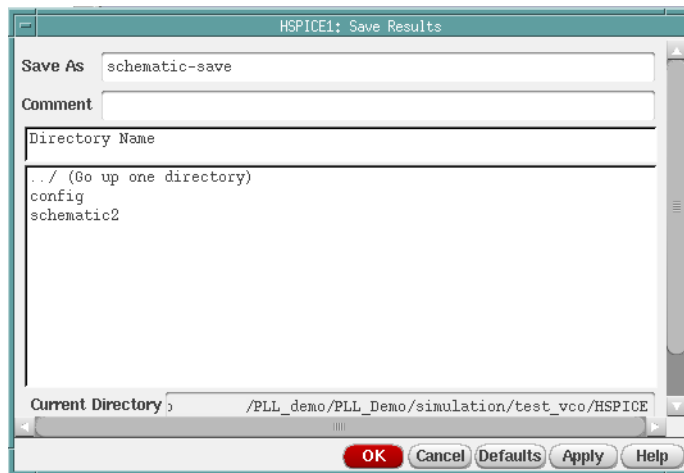 HSPICE1: Save Results
Save As schematic-save
Comment
Directory Name
../ (Go up one directory)
config
schematic2
Current Directory /PLL_demo/PLL_Demo/simulation/test_vco/HSPICE
OK Cancel Defaults Apply Help